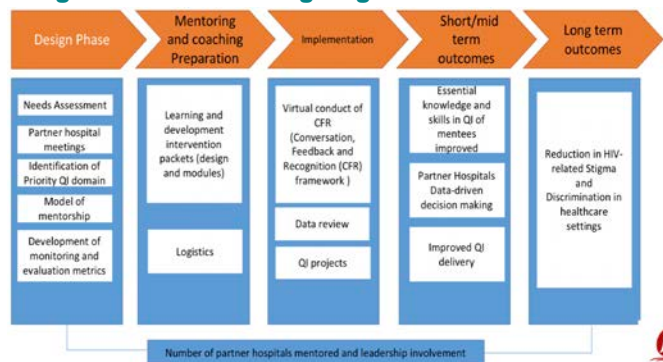 Design Phase
Mentoring
and coaching
Preparation
Implementation
Short/mid
term
outcomes
Long term
outcomes
Needs Assessment
Partner hospital
meetings
Identification of
Priority QI domain
Model of
mentorship
Development of
monitoring and
evaluation metrics
Learning and
development
intervention
packets (design
and modules)
Logistics
Virtual conduct of
CFR
(Conversation,
Feedback and
Recognition (CFR)
framework )
Data review
QI projects
Essential
knowledge and
skills in QI of
mentees
improved
Partner Hospitals
Data-driven
decision making
Improved QI
delivery
Reduction in HIV-
related Stigma
and
Discrimination in
healthcare
settings
Number of partner hospitals mentored and leadership involvement